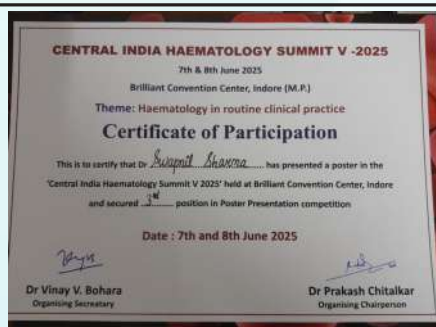 CENTRAL INDIA HAEMATOLOGY SUMMIT V -2025
7th & 8th June 2025
Brilliant Convention Center, Indore (M.P.)
Theme: Haematology in routine clinical practice
Certificate of Participation
This is to certify that Dr Swapnil Sharma has presented a poster in the
'Central India Haematology Summit V 2025' held at Brilliant Convention Center, Indore
and secured 3rd position in Poster Presentation competition
Date : 7th and 8th June 2025
Dr Vinay V. Bohara
Dr Prakash Chitalkar
Organising Secreatary
Organising Chairperson